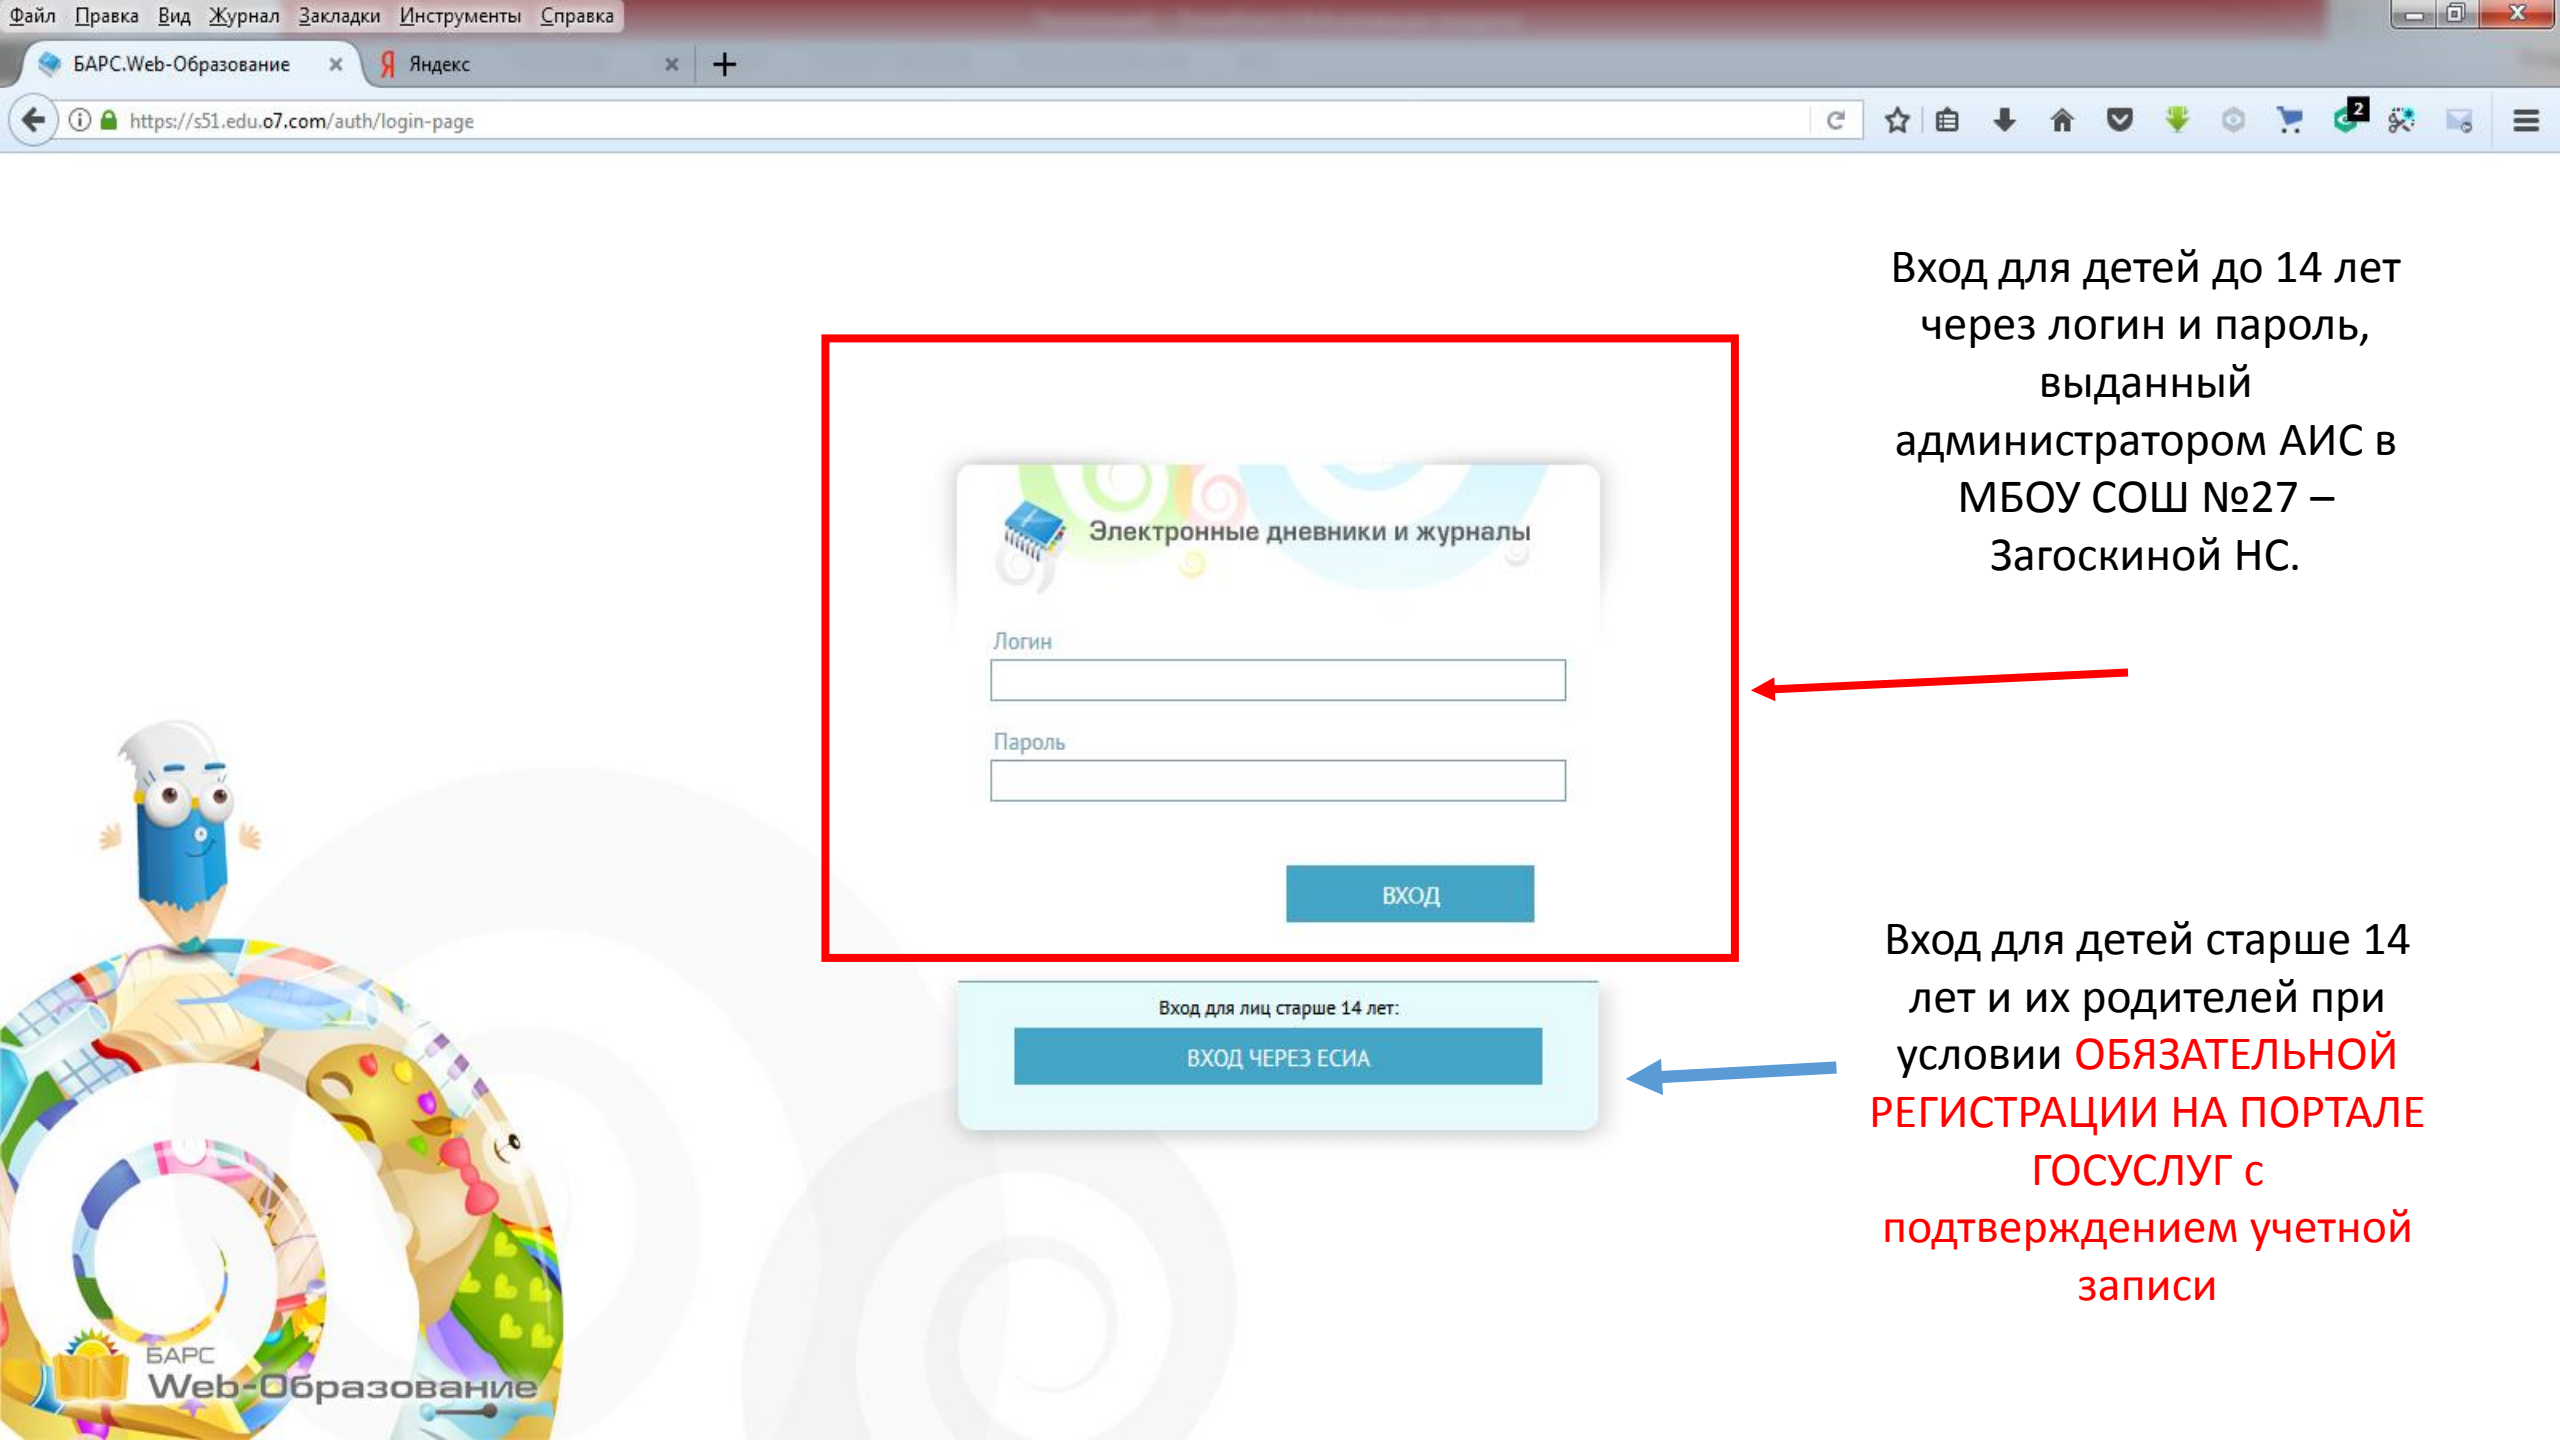 Файл Правка Вид Журнал Закладки Инструменты Справка
БАРС.Web-Образование
Я Яндекс
https://s51.edu.o7.com/auth/login-page
2
Вход для детей до 14 лет
через логин и пароль,
выданный
администратором АИС в
МБОУ СОШ №27 –
Загоскиной НС.
Электронные дневники и журналы
Логин
Пароль
ВХОД
Вход для лиц старше 14 лет:
ВХОД ЧЕРЕЗ ЕСИА
Вход для детей старше 14
лет и их родителей при
условии ОБЯЗАТЕЛЬНОЙ
РЕГИСТРАЦИИ НА ПОРТАЛЕ
ГОСУСЛУГ с
подтверждением учетной
записи
БАРС
Web-Образование